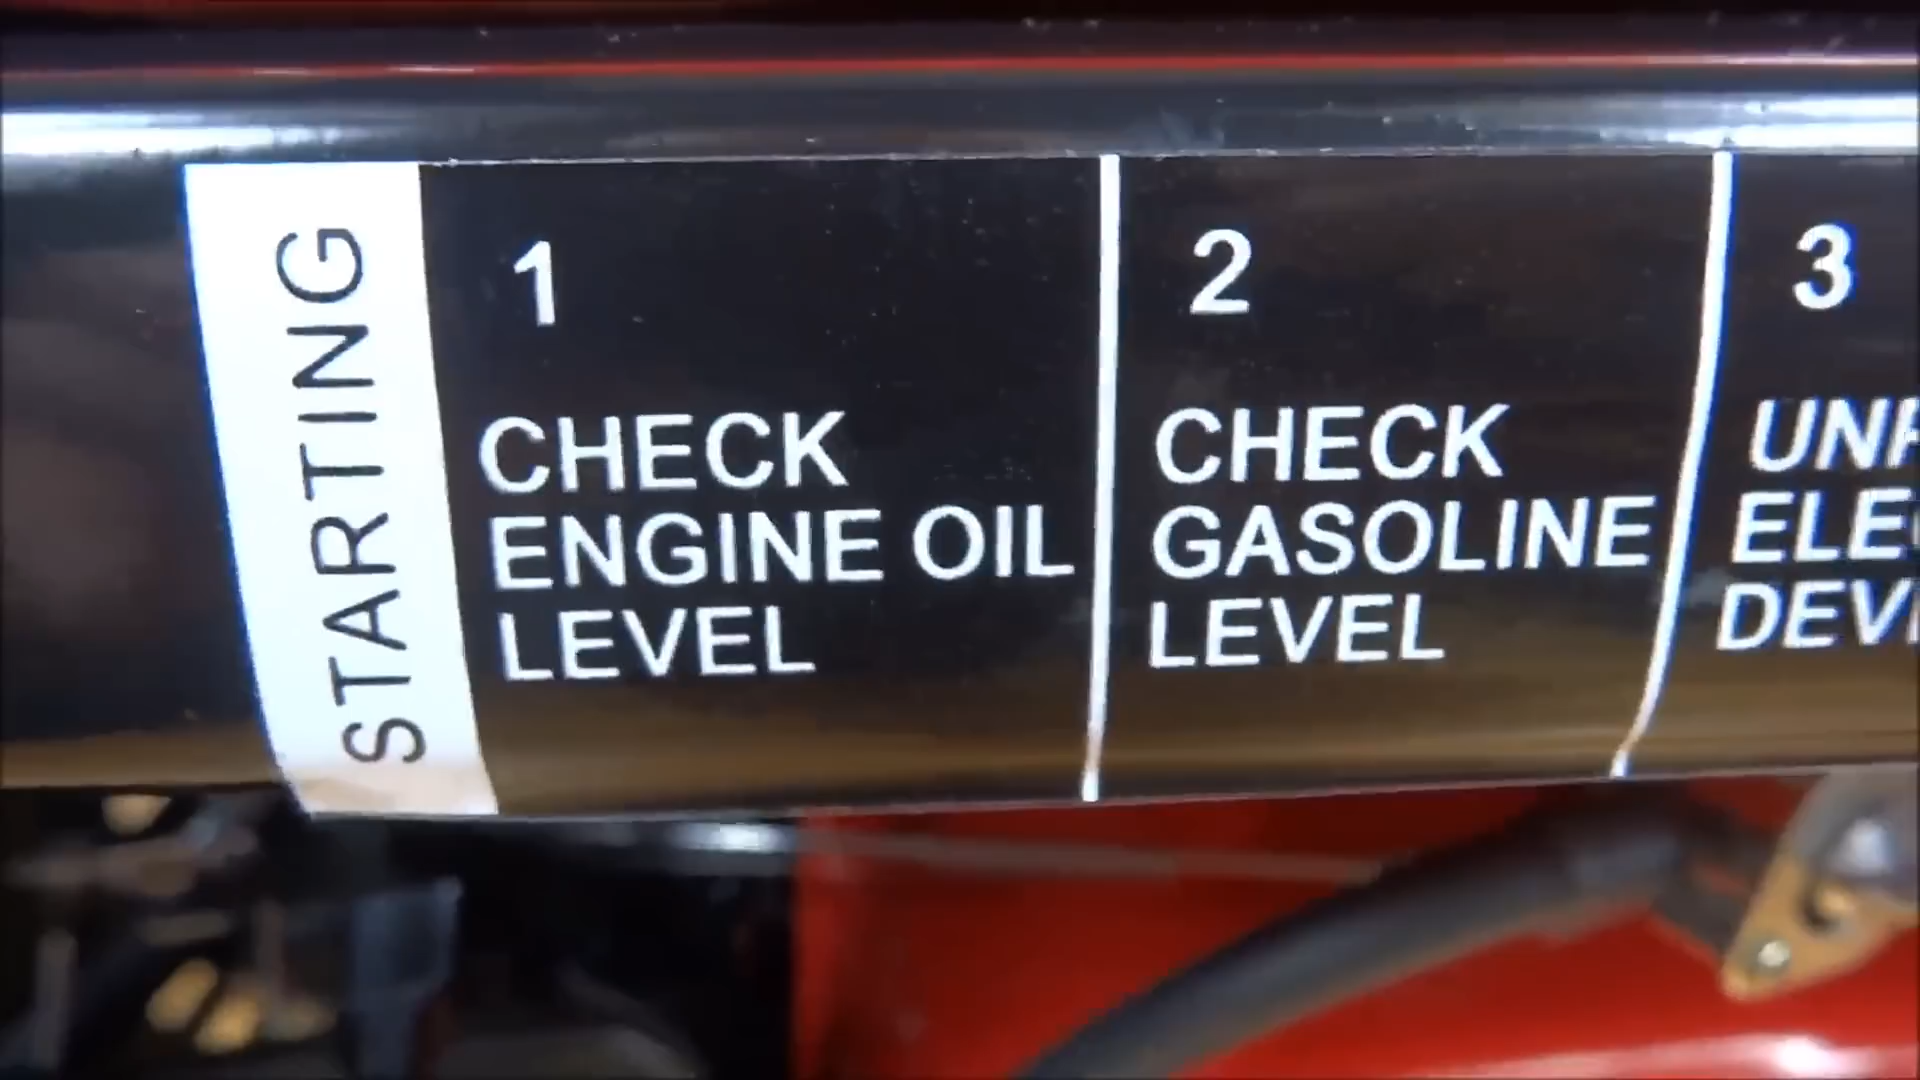 STARTING
1
CHECK
ENGINE OIL
LEVEL
2
CHECK
GASOLINE
LEVEL
3